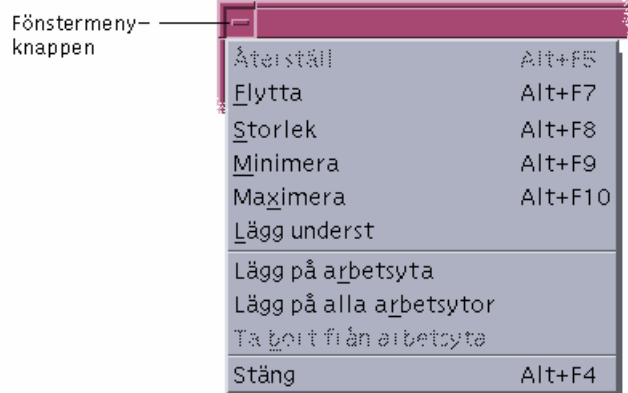 Fönstermeny-
knappen
Återställ Alt+F5
Flytta Alt+F7
Storlek Alt+F8
Minimera Alt+F9
Maximera Alt+F10
Lägg underst
Lägg på arbetsyta
Lägg på alla arbetsytor
Ta bort från arbetsyta
Stäng Alt+F4